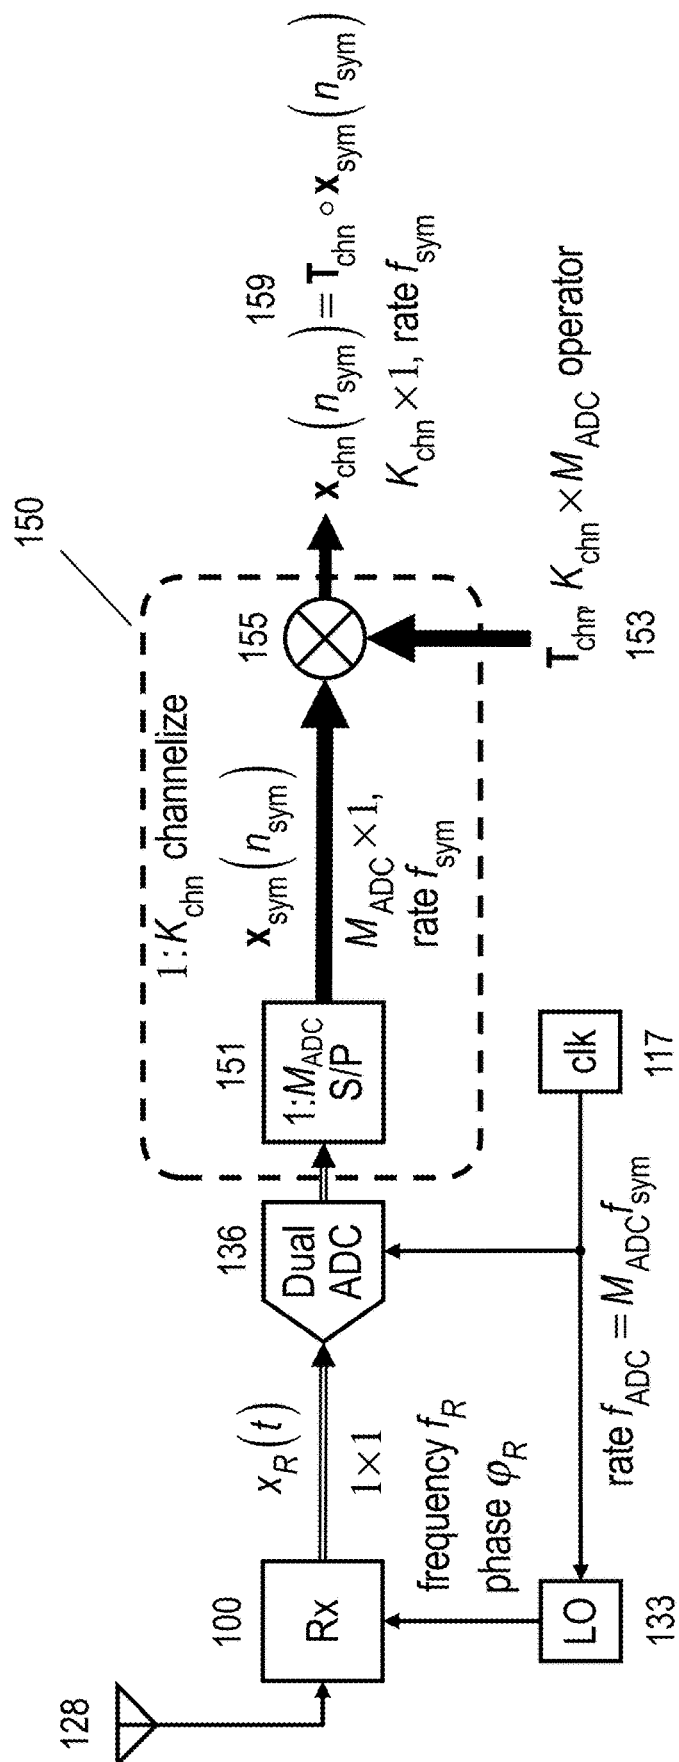 150
1:K_chn channelize
128
100
Rx
x_R(t)
1×1
136
Dual
ADC
151
1:M_ADC
S/P
x_sym(n_sym)
M_ADC×1,
rate f_sym
155
159
x_chn(n_sym)=T_chn∘x_sym(n_sym)
K_chn×1, rate f_sym
frequency f_R
phase φ_R
LO
133
rate f_ADC=M_ADC f_sym
clk
117
T_chn, K_chn×M_ADC operator
153